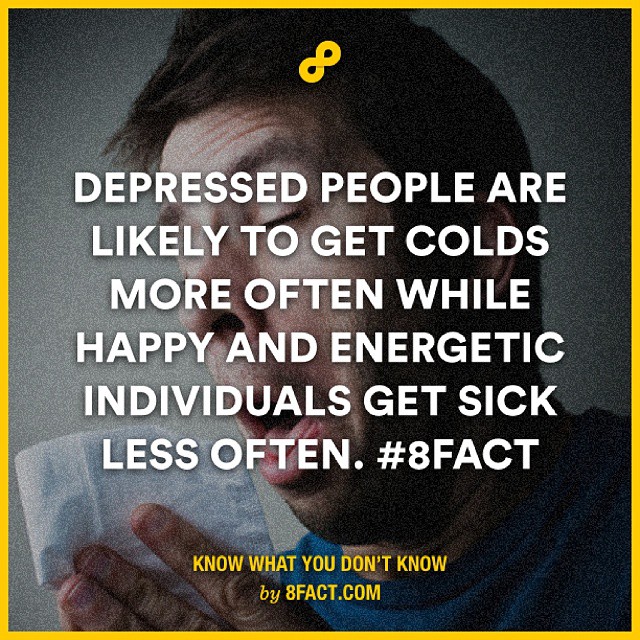 DEPRESSED PEOPLE ARE
LIKELY TO GET COLDS
MORE OFTEN WHILE
HAPPY AND ENERGETIC
INDIVIDUALS GET SICK
LESS OFTEN. #8FACT
KNOW WHAT YOU DON'T KNOW
by 8FACT.COM